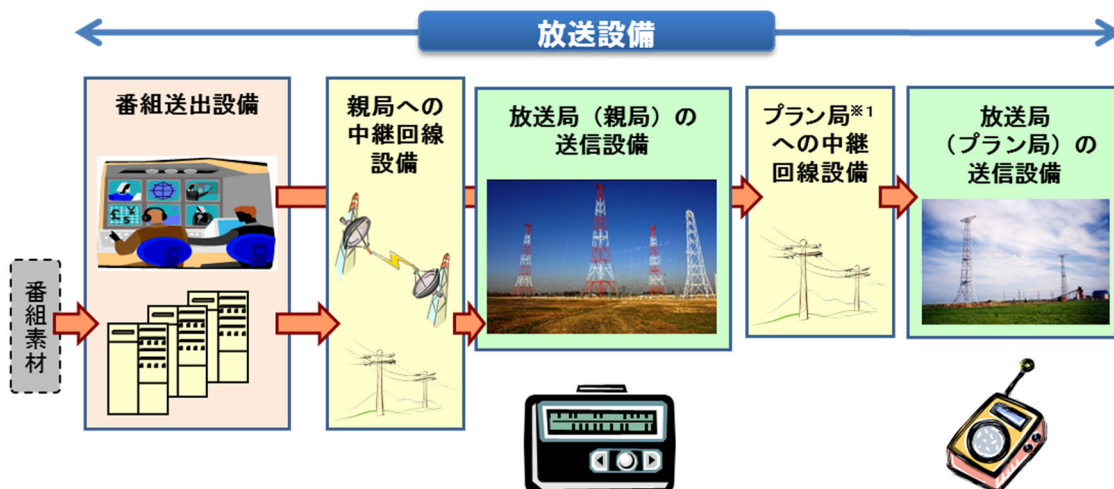 放送設備
番組送出設備
親局への
中継回線
設備
放送局（親局）の
送信設備
プラン局※1
への中継
回線設備
放送局
（プラン局）の
送信設備
番組素材